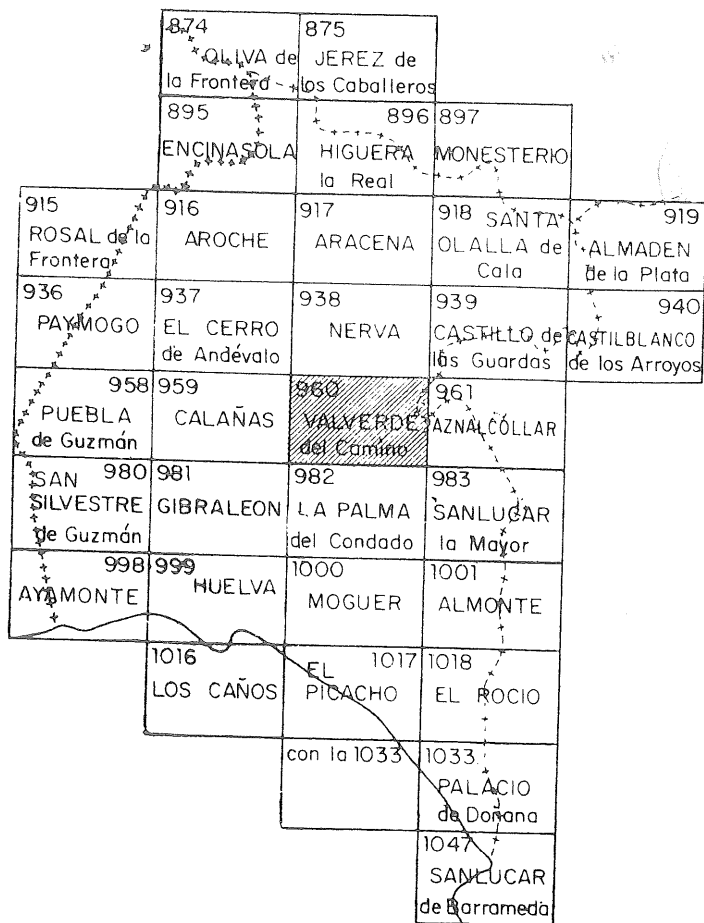 874
OLIVA de
la Frontera
875
JEREZ de
los Caballeros
895
ENCINASOLA
896
HIGUERA
la Real
897
MONESTERIO
915
ROSAL de la
Frontera
916
AROCHE
917
ARACENA
918 SANTA
OLALLA de
Cala
919
ALMADEN
de la Plata
936
PAYMOGO
937
EL CERRO
de Andévalo
938
NERVA
939
CASTILLO de
las Guardas
940
CASTILBLANCO
de los Arroyos
958
PUEBLA
de Guzmán
959
CALAÑAS
960
VALVERDE
del Camino
961
AZNALCÓLLAR
980
SAN
SILVESTRE
de Guzmán
981
GIBRALEON
982
LA PALMA
del Condado
983
SANLUCAR
la Mayor
998
AYAMONTE
999
HUELVA
1000
MOGUER
1001
ALMONTE
1016
LOS CAÑOS
1017
EL
PICACHO
1018
EL ROCIO
con la 1033
1033
PALACIO
de Donana
1047
SANLUCAR
de Barrameda